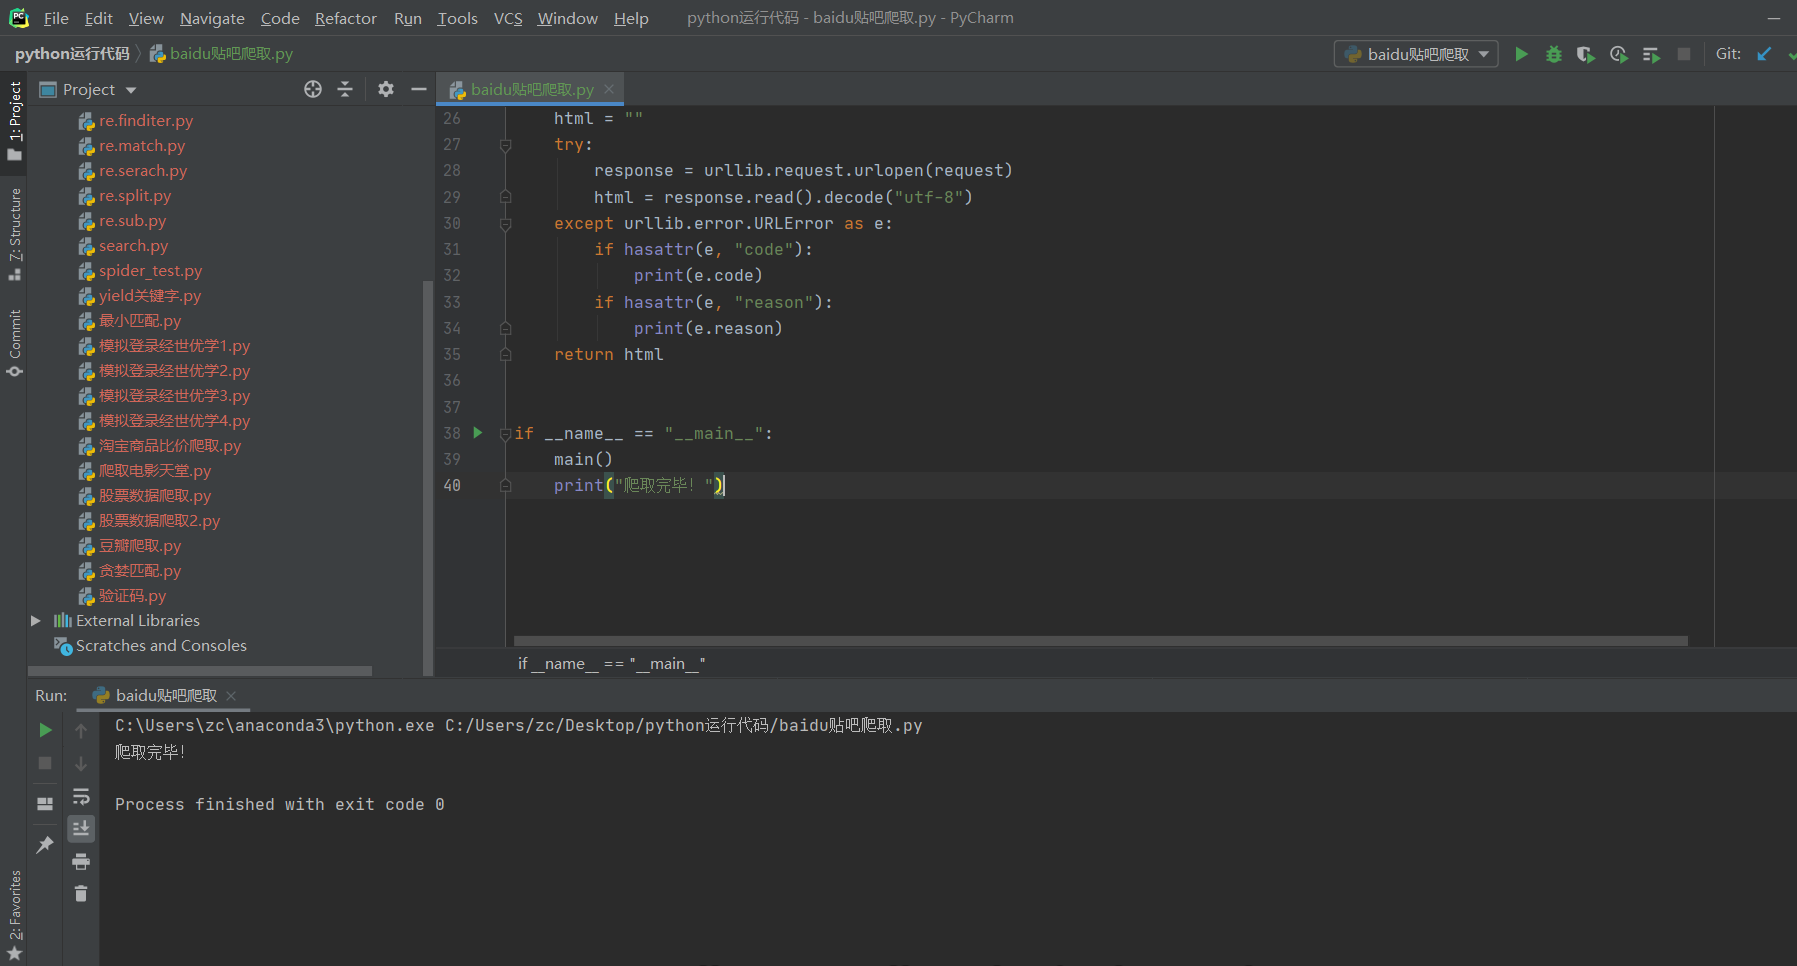 File Edit View Navigate Code Refactor Run Tools VCS Window Help python运行代码 - baidu贴吧爬取.py - PyCharm
python运行代码 baidu贴吧爬取.py baidu贴吧爬取 Git:
1: Project
7: Structure
Commit
2: Favorites
Project
re.finditer.py
re.match.py
re.serach.py
re.split.py
re.sub.py
search.py
spider_test.py
yield关键字.py
最小匹配.py
模拟登录经世优学1.py
模拟登录经世优学2.py
模拟登录经世优学3.py
模拟登录经世优学4.py
淘宝商品比价爬取.py
爬取电影天堂.py
股票数据爬取.py
股票数据爬取2.py
豆瓣爬取.py
贪婪匹配.py
验证码.py
External Libraries
Scratches and Consoles
baidu贴吧爬取.py
26 html = ""
27 try:
28 response = urllib.request.urlopen(request)
29 html = response.read().decode("utf-8")
30 except urllib.error.URLError as e:
31 if hasattr(e, "code"):
32 print(e.code)
33 if hasattr(e, "reason"):
34 print(e.reason)
35 return html
36
37
38 if __name__ == "__main__":
39 main()
40 print("爬取完毕！")
if __name__ == "__main__"
Run: baidu贴吧爬取
C:\Users\zc\anaconda3\python.exe C:/Users/zc/Desktop/python运行代码/baidu贴吧爬取.py
爬取完毕！
Process finished with exit code 0